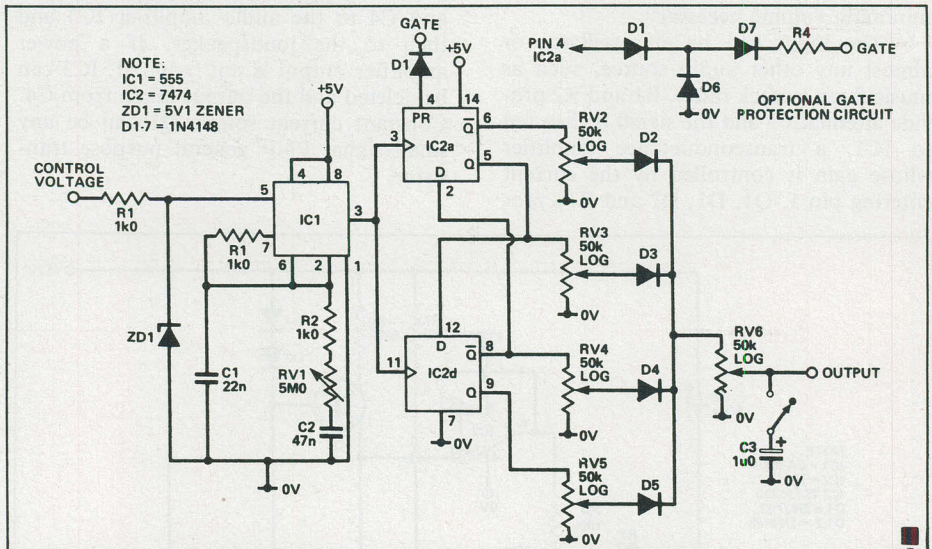 PIN 4
IC2a
D1
D7
R4
GATE
D6
0V
OPTIONAL GATE
PROTECTION CIRCUIT
NOTE:
IC1 = 555
IC2 = 7474
ZD1 = 5V1 ZENER
D1-7 = 1N4148
GATE
D1
+5V
4
14
PR
3
IC2a
Q
6
Q
5
D
2
+5V
4
8
5
IC1
3
7
6
2
1
CONTROL
VOLTAGE
R1
1k0
R1
1k0
R2
1k0
RV1
5M0
C1
22n
C2
47n
ZD1
0V
12
D
11
IC2d
Q
8
Q
9
7
0V
RV2
50k
LOG
D2
0V
RV3
50k
LOG
D3
0V
RV4
50k
LOG
D4
0V
RV5
50k
LOG
D5
0V
RV6
50k
LOG
0V
OUTPUT
C3
1u0
+
0V